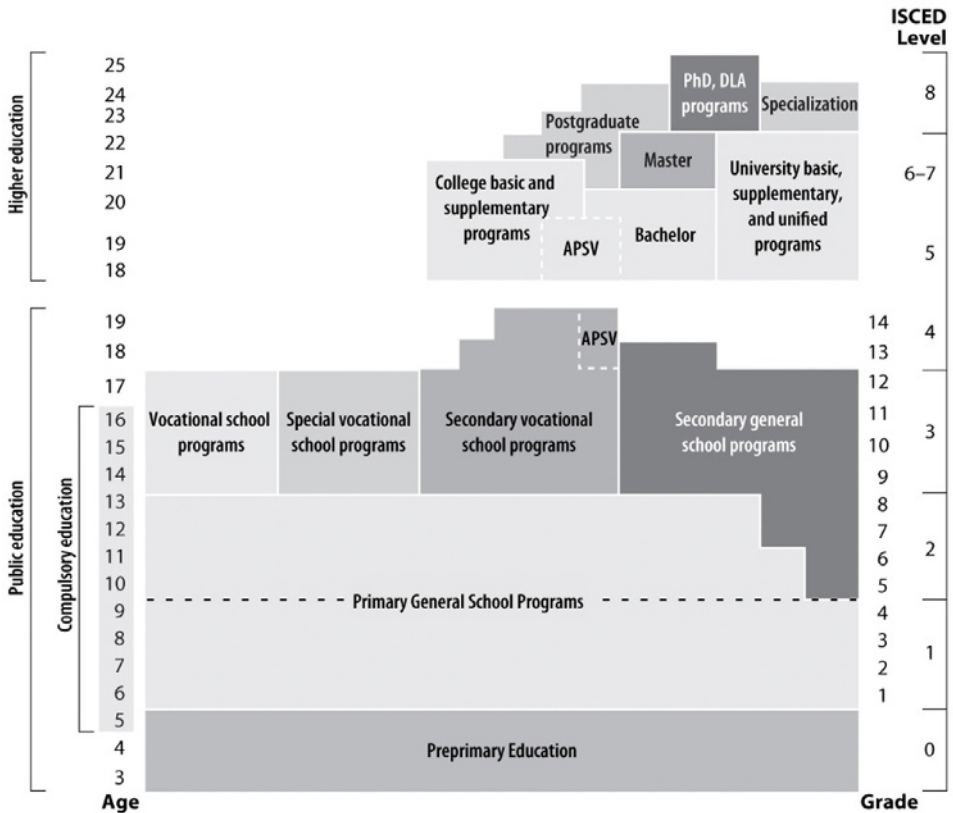 ISCED
Level
Higher education
25
24
23
22
21
20
19
18
PhD, DLA
programs
Specialization
Postgraduate
programs
Master
College basic and
supplementary
programs
APSV
Bachelor
University basic,
supplementary,
and unified
programs
8
6–7
5
Public education
Compulsory education
19
18
17
16
15
14
13
12
11
10
9
8
7
6
5
4
3
Age
APSV
Vocational school
programs
Special vocational
school programs
Secondary vocational
school programs
Secondary general
school programs
Primary General School Programs
Preprimary Education
14
13
12
11
10
9
8
7
6
5
4
3
2
1
Grade
4
3
2
1
0